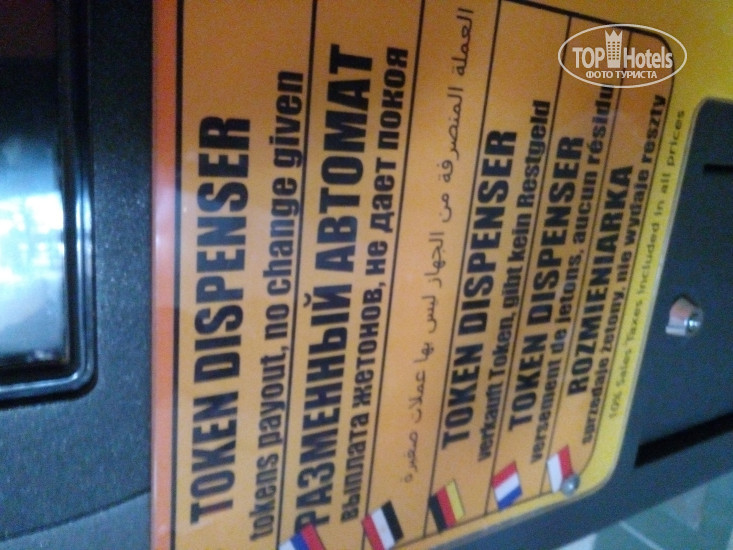 TOKEN DISPENSER
tokens payout, no change given
РАЗМЕННЫЙ АВТОМАТ
выплата жетонов, не дает покоя
العملة المنصرفة من الجهاز ليس بها عملات صغيرة
TOKEN DISPENSER
verkauft Token, gibt kein Restgeld
TOKEN DISPENSER
versement de jetons, aucun résidu
ROZMIENIARKA
sprzedaje żetony, nie wydaje reszty
10% Sales Taxes included in all prices
TOP Hotels
ФОТО ТУРИСТА